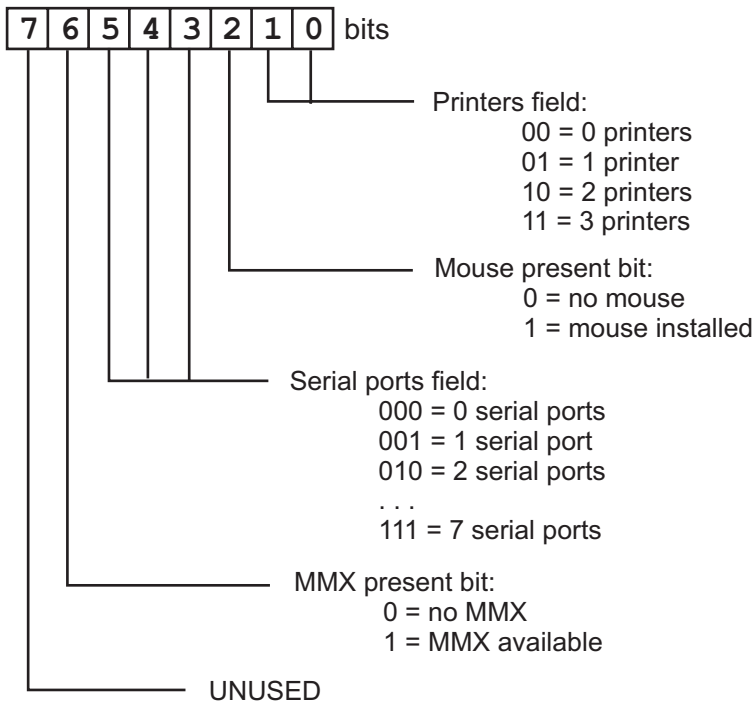 7 6 5 4 3 2 1 0 bits
Printers field:
00 = 0 printers
01 = 1 printer
10 = 2 printers
11 = 3 printers
Mouse present bit:
0 = no mouse
1 = mouse installed
Serial ports field:
000 = 0 serial ports
001 = 1 serial port
010 = 2 serial ports
. . .
111 = 7 serial ports
MMX present bit:
0 = no MMX
1 = MMX available
UNUSED